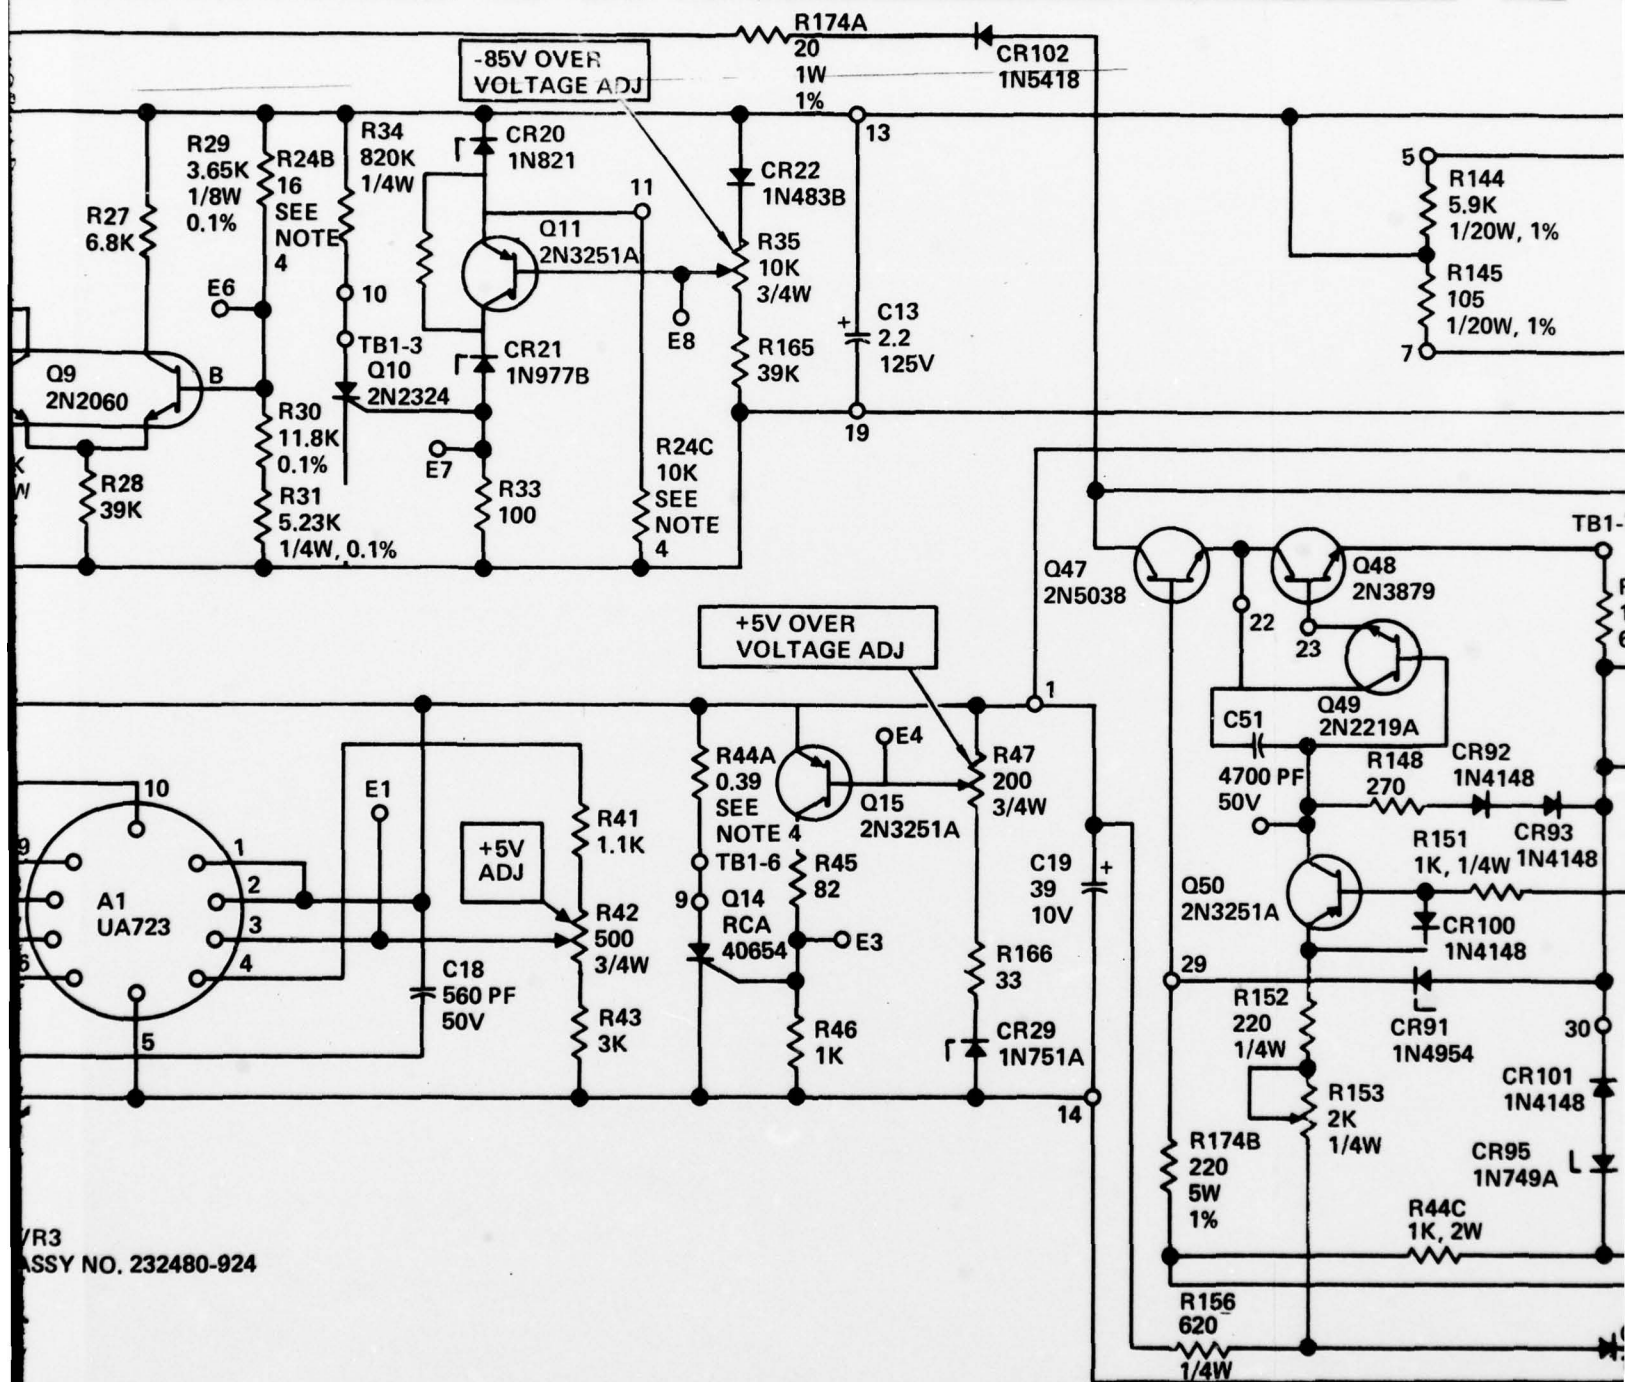 R174A
20
1W
1%
CR102
1N5418
-85V OVER
VOLTAGE ADJ
R29
3.65K
1/8W
0.1%
R24B
16
SEE
NOTE
4
R34
820K
1/4W
CR20
1N821
11
CR22
1N483B
13
5
R144
5.9K
1/20W, 1%
R27
6.8K
Q11
2N3251A
R35
10K
3/4W
R145
105
1/20W, 1%
7
E6
10
E8
C13
2.2
125V
+
TB1-3
Q10
2N2324
CR21
1N977B
R165
39K
Q9
2N2060
B
R30
11.8K
0.1%
E7
19
R24C
10K
SEE
NOTE
4
K
W
R28
39K
R31
5.23K
1/4W, 0.1%
R33
100
TB1-
Q47
2N5038
Q48
2N3879
22
23
+5V OVER
VOLTAGE ADJ
1
Q49
2N2219A
C51
4700 PF
50V
R148
270
CR92
1N4148
CR93
1N4148
E4
R44A
0.39
SEE
NOTE 4
R47
200
3/4W
Q15
2N3251A
10
E1
R41
1.1K
+5V
ADJ
9
1
2
3
4
6
5
A1
UA723
TB1-6
9
Q14
RCA
40654
R45
82
E3
C19
39
10V
+
R151
1K, 1/4W
Q50
2N3251A
CR100
1N4148
R42
500
3/4W
C18
560 PF
50V
R166
33
29
R43
3K
R46
1K
CR29
1N751A
R152
220
1/4W
CR91
1N4954
30
14
R153
2K
1/4W
CR101
1N4148
R174B
220
5W
1%
CR95
1N749A
R44C
1K, 2W
VR3
ASSY NO. 232480-924
R156
620
1/4W